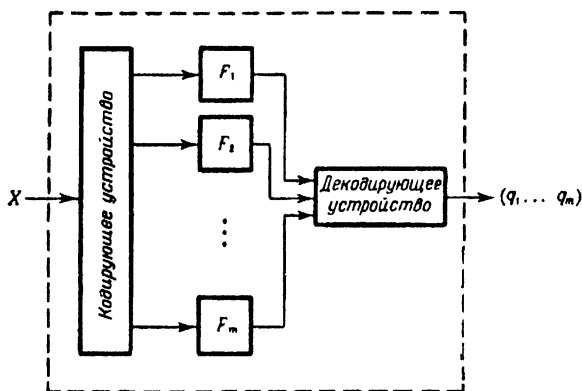 X
Кодирующее устройство
F₁
F₂
⋮
Fₘ
Декодирующее
устройство
(q₁ ... qₘ)